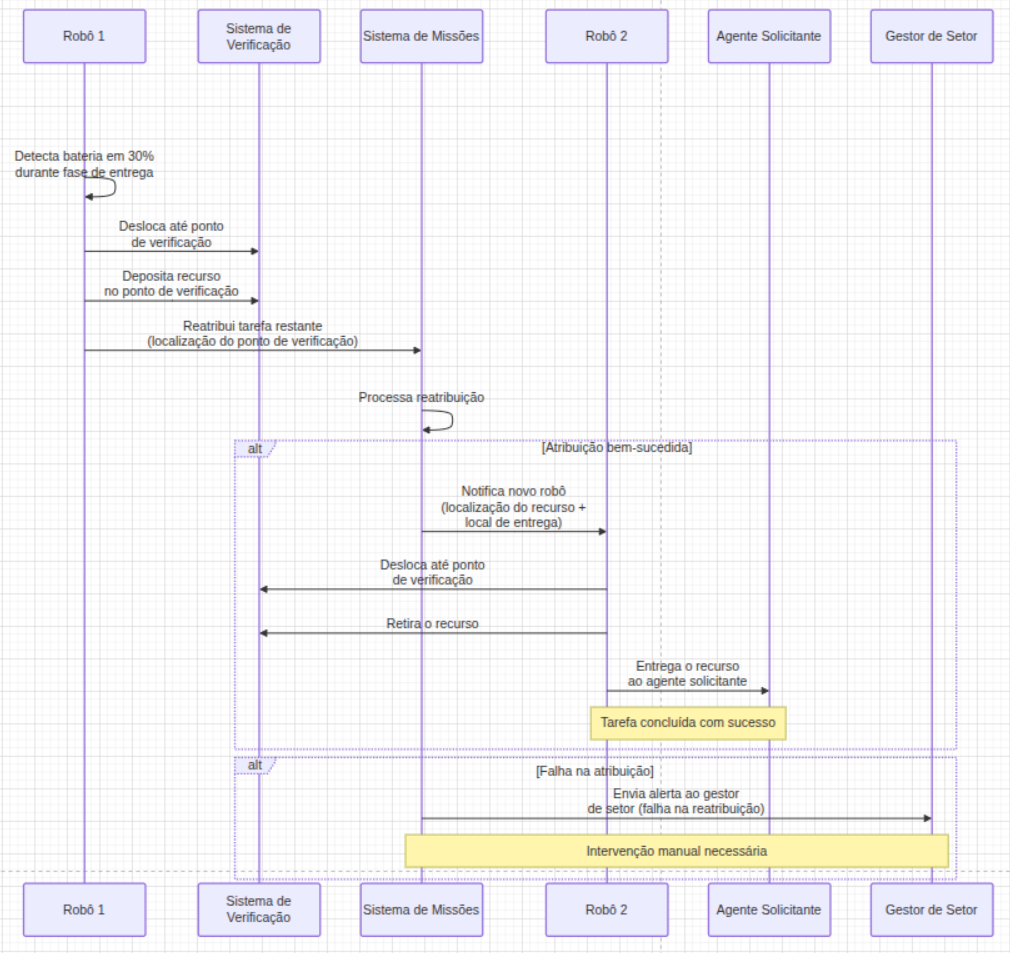 Robô 1
Sistema de
Verificação
Sistema de Missões
Robô 2
Agente Solicitante
Gestor de Setor
Detecta bateria em 30%
durante fase de entrega
Desloca até ponto
de verificação
Deposita recurso
no ponto de verificação
Reatribui tarefa restante
(localização do ponto de verificação)
Processa reatribuição
alt
[Atribuição bem-sucedida]
Notifica novo robô
(localização do recurso +
local de entrega)
Desloca até ponto
de verificação
Retira o recurso
Entrega o recurso
ao agente solicitante
Tarefa concluída com sucesso
alt
[Falha na atribuição]
Envia alerta ao gestor
de setor (falha na reatribuição)
Intervenção manual necessária
Robô 1
Sistema de
Verificação
Sistema de Missões
Robô 2
Agente Solicitante
Gestor de Setor